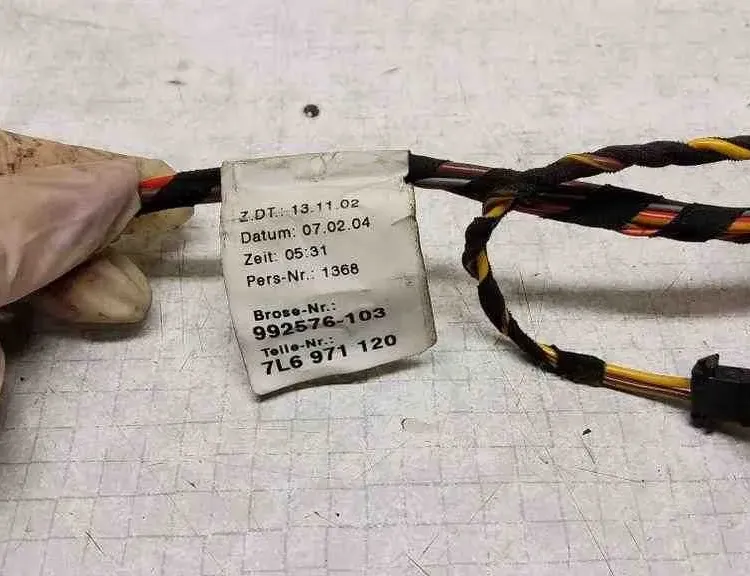 Z.DT.: 13.11.02
Datum: 07.02.04
Zeit: 05:31
Pers-Nr.: 1368
Brose-Nr.:
992576-103
Teile-Nr.:
7L6 971 120